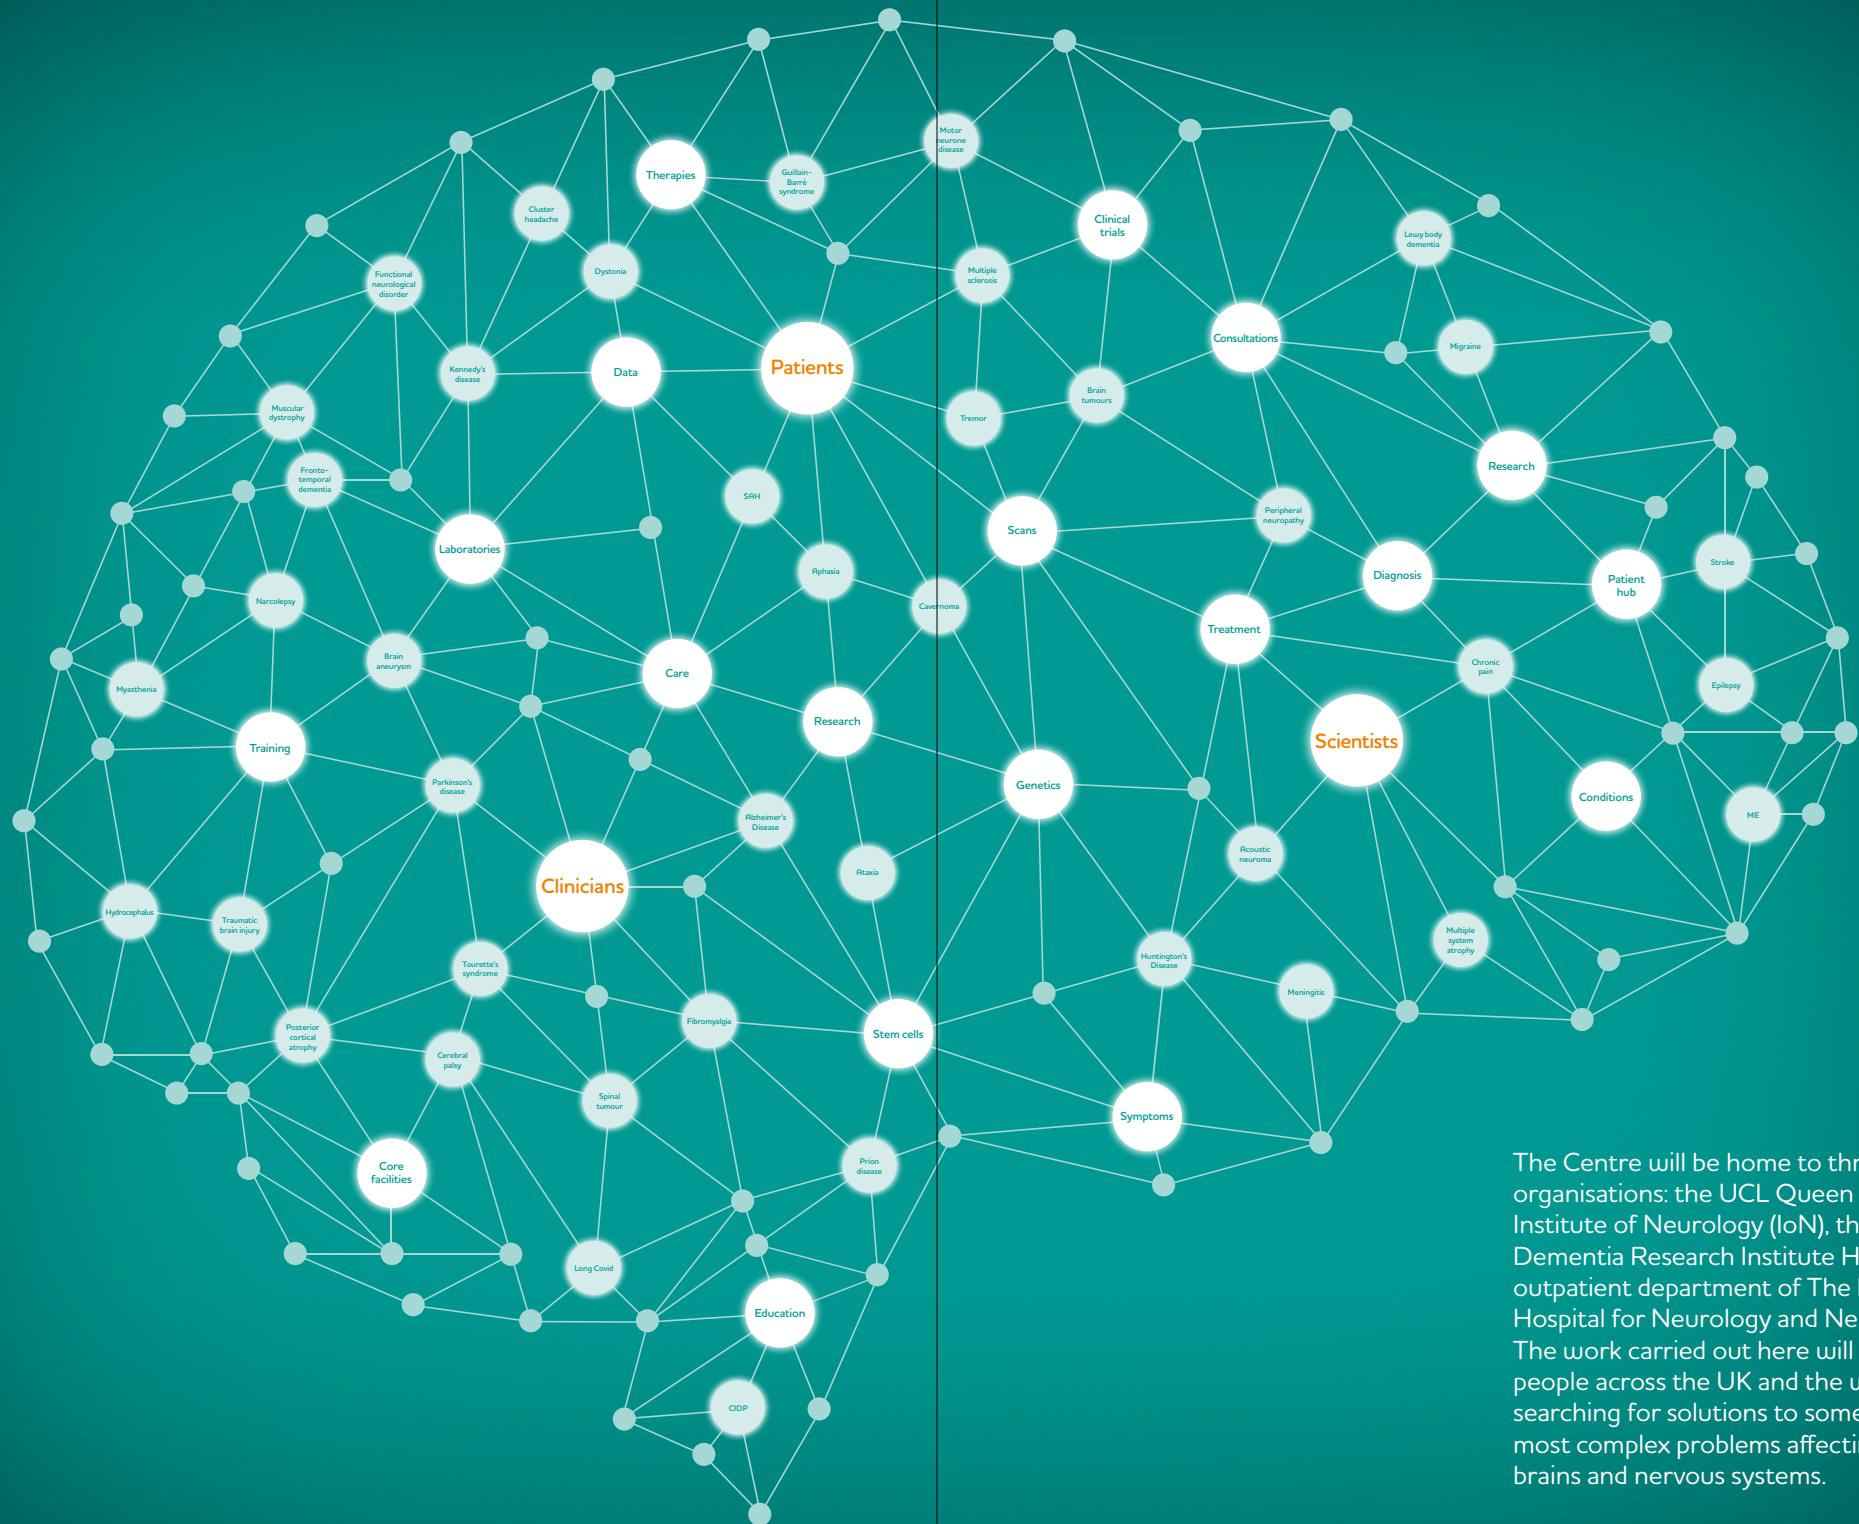 Motor
neurone
disease
Therapies
Guillain-
Barré
syndrome
Cluster
headache
Clinical
trials
Lewy body
dementia
Functional
neurological
disorder
Dystonia
Multiple
sclerosis
Consultations
Migraine
Kennedy's
disease
Data
Patients
Muscular
dystrophy
Tremor
Brain
tumours
Fronto-
temporal
dementia
SAH
Research
Scans
Peripheral
neuropathy
Laboratories
Aphasia
Diagnosis
Patient
hub
Stroke
Narcolepsy
Cavernoma
Treatment
Brain
aneurysm
Care
Chronic
pain
Myasthenia
Epilepsy
Training
Research
Scientists
Parkinson's
disease
Genetics
Conditions
Alzheimer's
Disease
ME
Clinicians
Ataxia
Acoustic
neuroma
Hydrocephalus
Traumatic
brain injury
Multiple
system
atrophy
Tourette's
syndrome
Huntington's
Disease
Meningitis
Posterior
cortical
atrophy
Fibromyalgia
Stem cells
Cerebral
palsy
Spinal
tumour
Symptoms
Core
facilities
Prion
disease
Long Covid
Education
CIDP
The Centre will be home to thr
organisations: the UCL Queen
Institute of Neurology (IoN), th
Dementia Research Institute H
outpatient department of The
Hospital for Neurology and Ne
The work carried out here will
people across the UK and the u
searching for solutions to some
most complex problems affecti
brains and nervous systems.